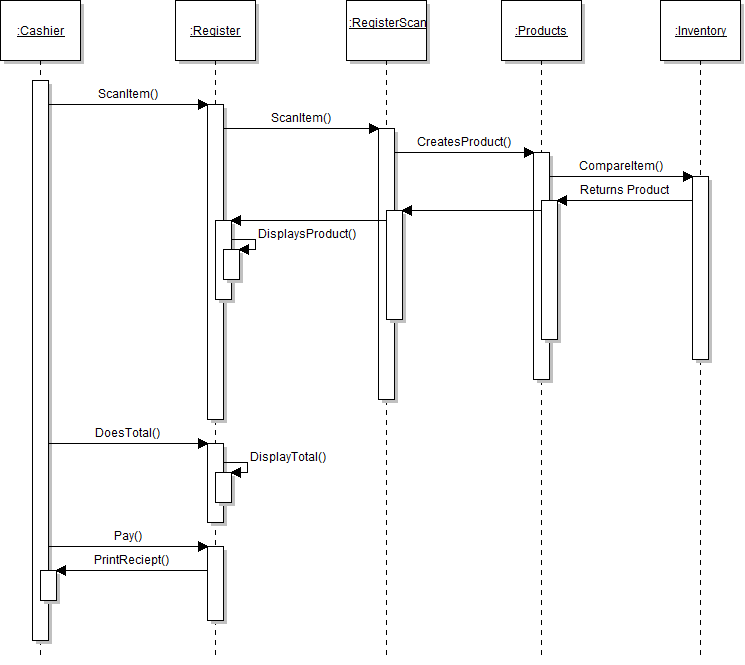 :Cashier
:Register
:RegisterScan
:Products
:Inventory
ScanItem()
ScanItem()
CreatesProduct()
CompareItem()
Returns Product
DisplaysProduct()
DoesTotal()
DisplayTotal()
Pay()
PrintReciept()